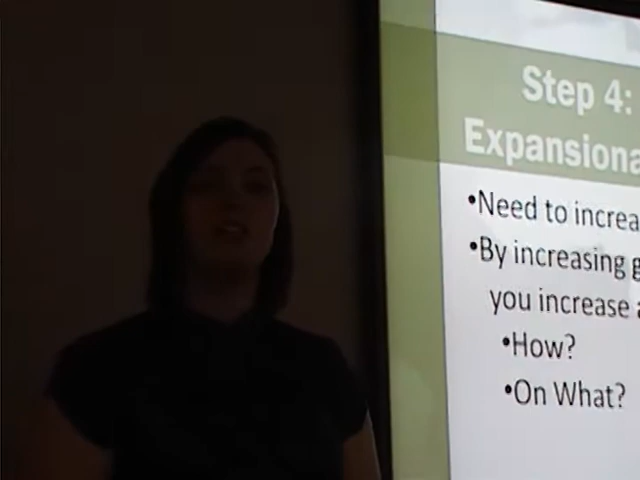 Step 4:
Expansiona
•Need to increa
•By increasing g
you increase a
•How?
•On What?